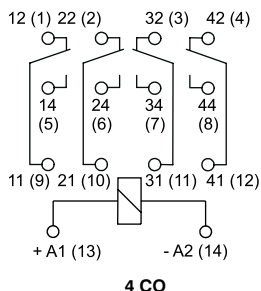 12 (1) 22 (2) 32 (3) 42 (4)
14 24 34 44
(5) (6) (7) (8)
11 (9) 21 (10) 31 (11) 41 (12)
+ A1 (13) - A2 (14)
4 CO